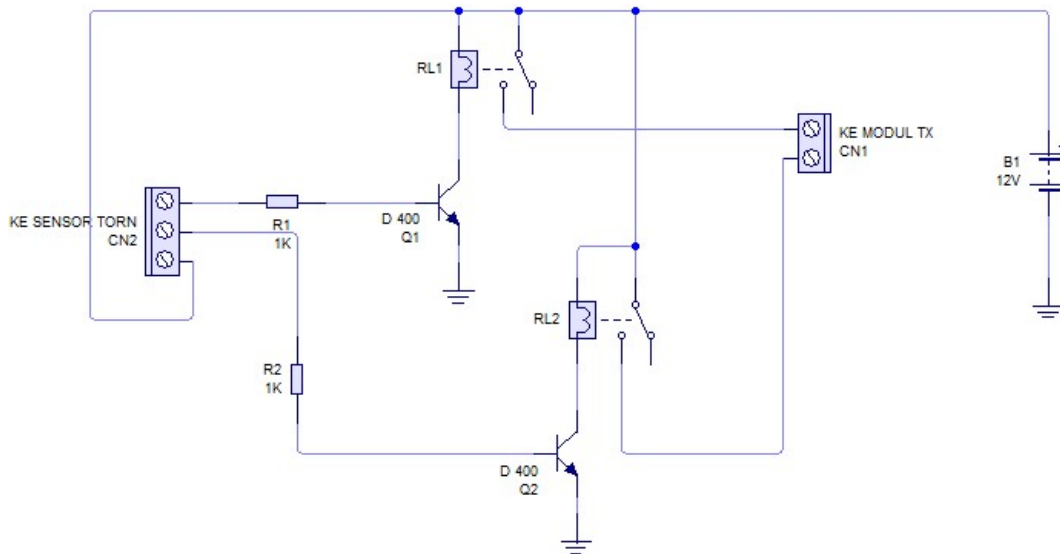 RL1
KE MODUL TX
CN1
B1
12V
+
KE SENSOR TORN
CN2
R1
1K
D 400
Q1
RL2
R2
1K
D 400
Q2